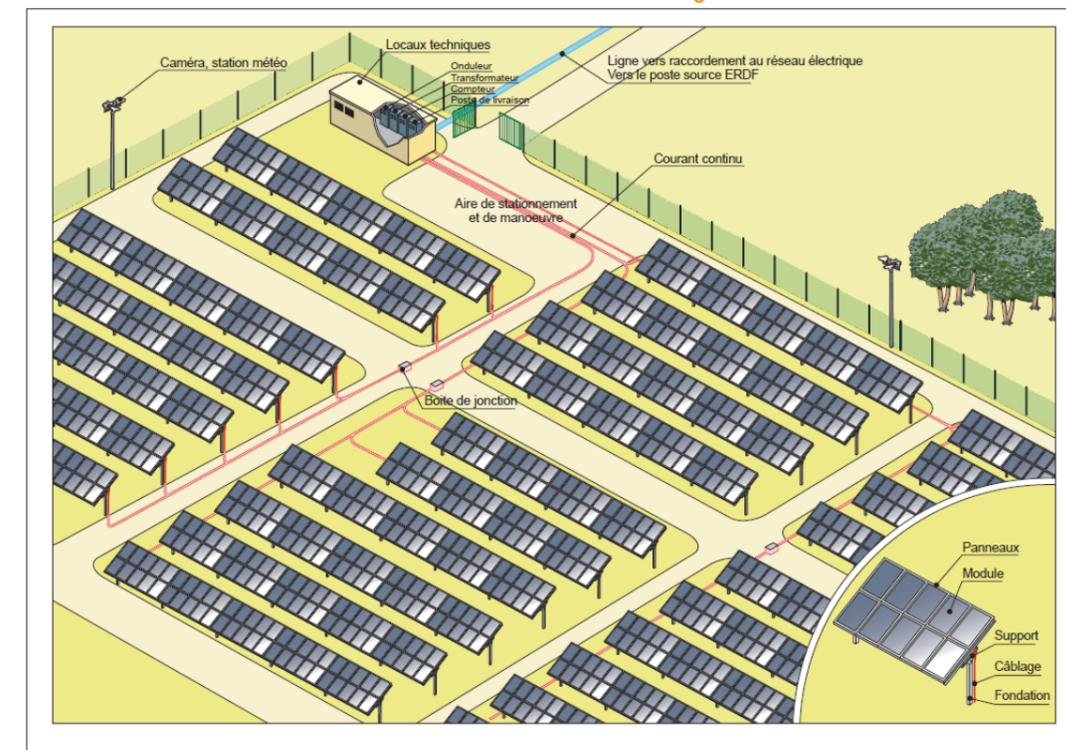 Locaux techniques
Caméra, station météo
Onduleur
Transformateur
Compteur
Poste de livraison
Ligne vers raccordement au réseau électrique
Vers le poste source ERDF
Courant continu
Aire de stationnement
et de manoeuvre
Boite de jonction
Panneaux
Module
Support
Câblage
Fondation